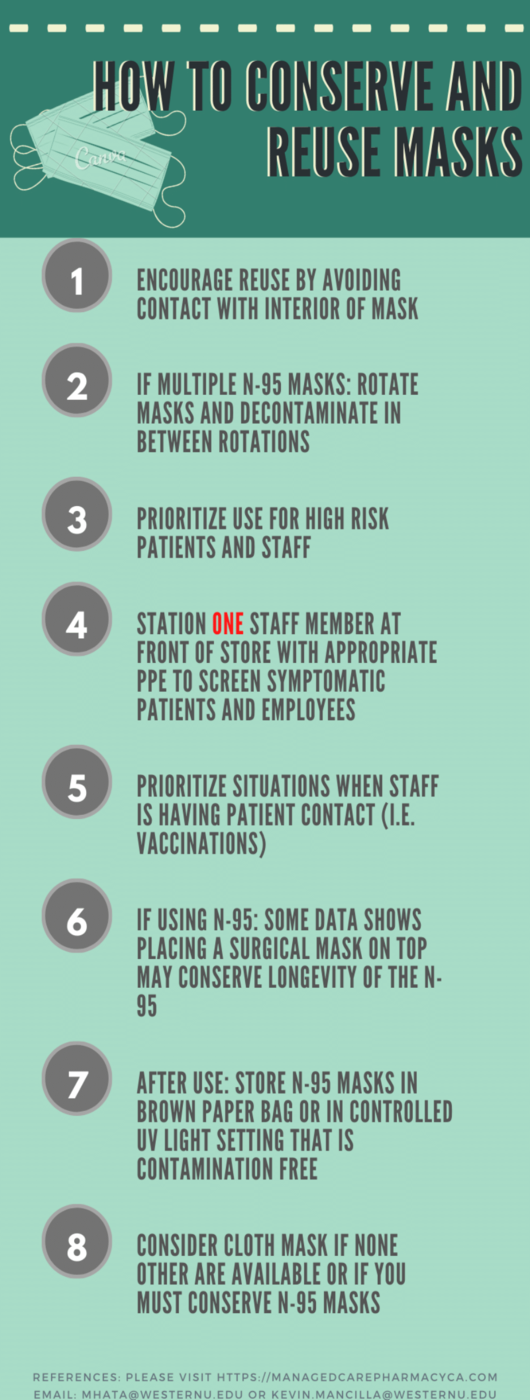 HOW TO CONSERVE AND
REUSE MASKS
Canva
1
ENCOURAGE REUSE BY AVOIDING
CONTACT WITH INTERIOR OF MASK
2
IF MULTIPLE N-95 MASKS: ROTATE
MASKS AND DECONTAMINATE IN
BETWEEN ROTATIONS
3
PRIORITIZE USE FOR HIGH RISK
PATIENTS AND STAFF
4
STATION ONE STAFF MEMBER AT
FRONT OF STORE WITH APPROPRIATE
PPE TO SCREEN SYMPTOMATIC
PATIENTS AND EMPLOYEES
5
PRIORITIZE SITUATIONS WHEN STAFF
IS HAVING PATIENT CONTACT (I.E.
VACCINATIONS)
6
IF USING N-95: SOME DATA SHOWS
PLACING A SURGICAL MASK ON TOP
MAY CONSERVE LONGEVITY OF THE N-
95
7
AFTER USE: STORE N-95 MASKS IN
BROWN PAPER BAG OR IN CONTROLLED
UV LIGHT SETTING THAT IS
CONTAMINATION FREE
8
CONSIDER CLOTH MASK IF NONE
OTHER ARE AVAILABLE OR IF YOU
MUST CONSERVE N-95 MASKS
REFERENCES: PLEASE VISIT HTTPS://MANAGEDCAREPHARMACYCA.COM
EMAIL: MHATA@WESTERNU.EDU OR KEVIN.MANCILLA@WESTERNU.EDU